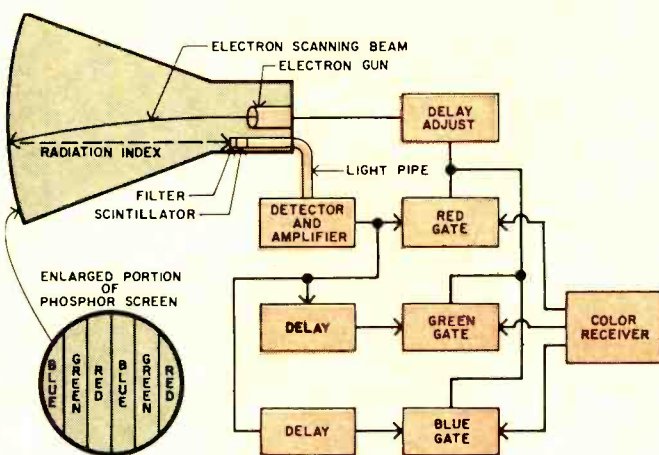 ELECTRON SCANNING BEAM
ELECTRON GUN
RADIATION INDEX
FILTER
SCINTILLATOR
LIGHT PIPE
DELAY
ADJUST
DETECTOR
AND
AMPLIFIER
RED
GATE
ENLARGED PORTION
OF
PHOSPHOR SCREEN
BLUE
GREEN
RED
BLUE
GREEN
RED
DELAY
GREEN
GATE
COLOR
RECEIVER
DELAY
BLUE
GATE